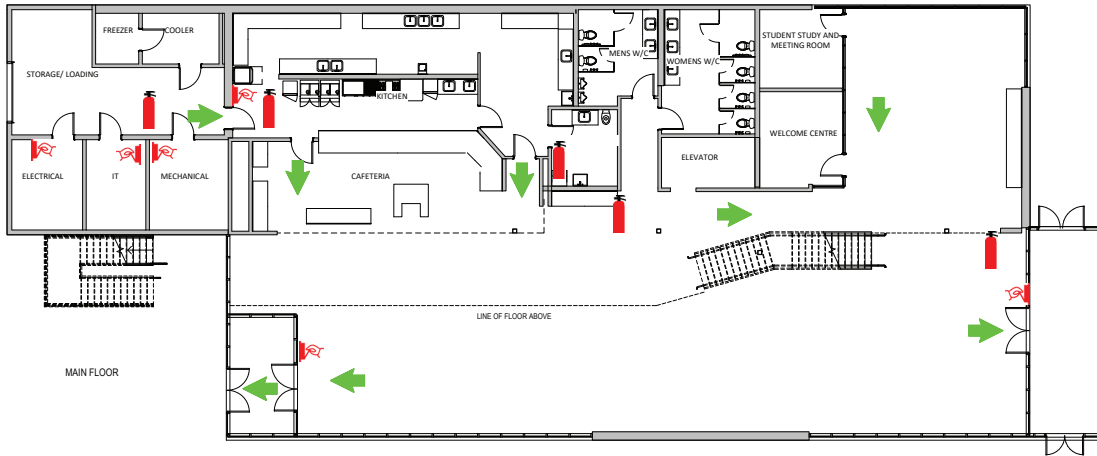 FREEZER
COOLER
STORAGE/ LOADING
KITCHEN
MENS W/C
WOMENS W/C
STUDENT STUDY AND
MEETING ROOM
WELCOME CENTRE
ELEVATOR
ELECTRICAL
IT
MECHANICAL
CAFETERIA
LINE OF FLOOR ABOVE
MAIN FLOOR